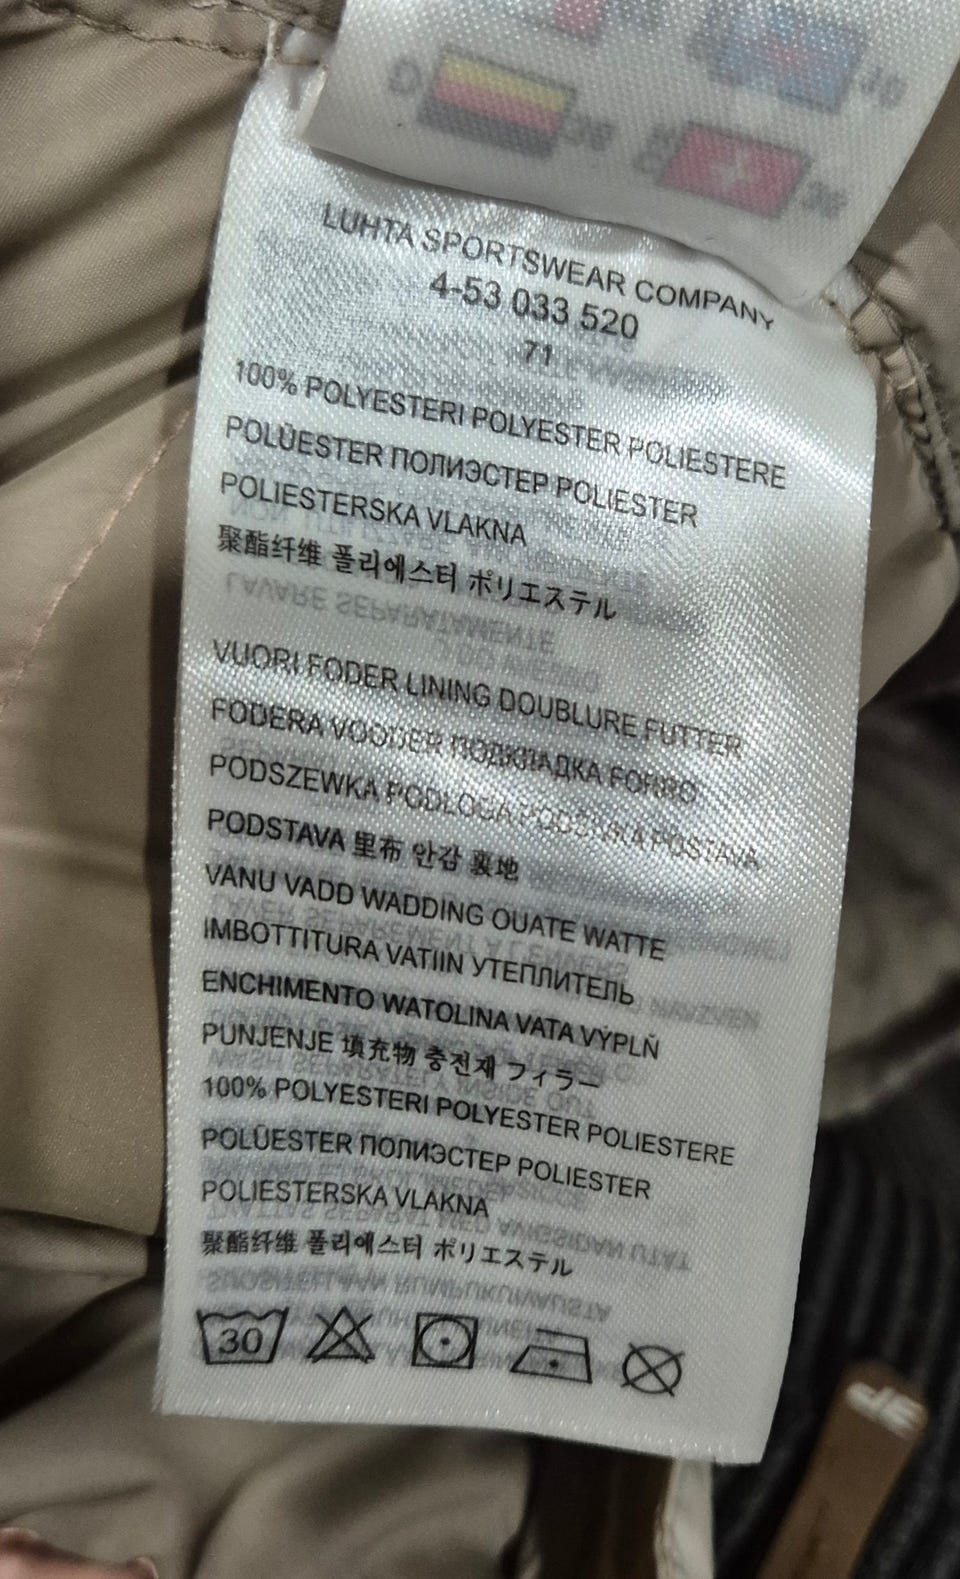 LUHTA SPORTSWEAR COMPANY
4-53 033 520
71
100% POLYESTERI POLYESTER POLIESTERE
POLÜESTER ПОЛИЭСТЕР POLIESTER
POLIESTERSKA VLAKNA
聚酯纤维 폴리에스터 ポリエステル
VUORI FODER LINING DOUBLURE FUTTER
FODERA VOODER ПОДКЛАДКА FORRO
PODSZEWKA PODLOGA PODŠÍVKA POSTAVA
PODSTAVA 里布 안감 裏地
VANU VADD WADDING OUATE WATTE
IMBOTTITURA VATIIN УТЕПЛИТЕЛЬ
ENCHIMENTO WATOLINA VATA VÝPLŇ
PUNJENJE 填充物 충전재 フィラー
100% POLYESTERI POLYESTER POLIESTERE
POLÜESTER ПОЛИЭСТЕР POLIESTER
POLIESTERSKA VLAKNA
聚酯纤维 폴리에스터 ポリエステル
30